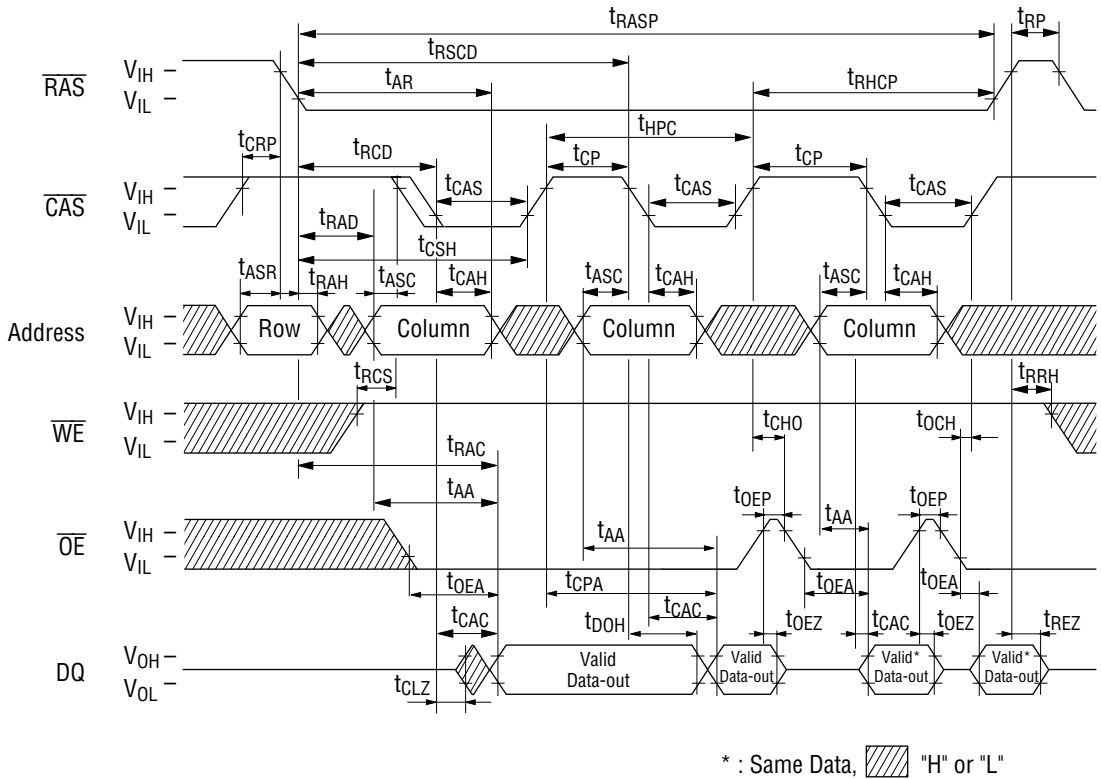 tRASP
tRP
tRSCD
tAR
tRHCP
RAS
VIH
VIL
tCRP
tRCD
tHPC
tCP
tCP
CAS
VIH
VIL
tCAS
tCAS
tCAS
tRAD
tCSH
tASR
tRAH
tASC
tCAH
tASC
tCAH
tASC
tCAH
Address
VIH
VIL
Row
Column
Column
Column
tRCS
tRRH
WE
VIH
VIL
tCHO
tOCH
tRAC
tAA
tOEP
tOEP
OE
VIH
VIL
tAA
tAA
tOEA
tCPA
tOEA
tOEA
tCAC
tCAC
tDOH
tOEZ
tCAC
tOEZ
tREZ
DQ
VOH
VOL
Valid
Data-out
Valid
Data-out
Valid*
Data-out
Valid*
Data-out
tCLZ
* : Same Data, "H" or "L"